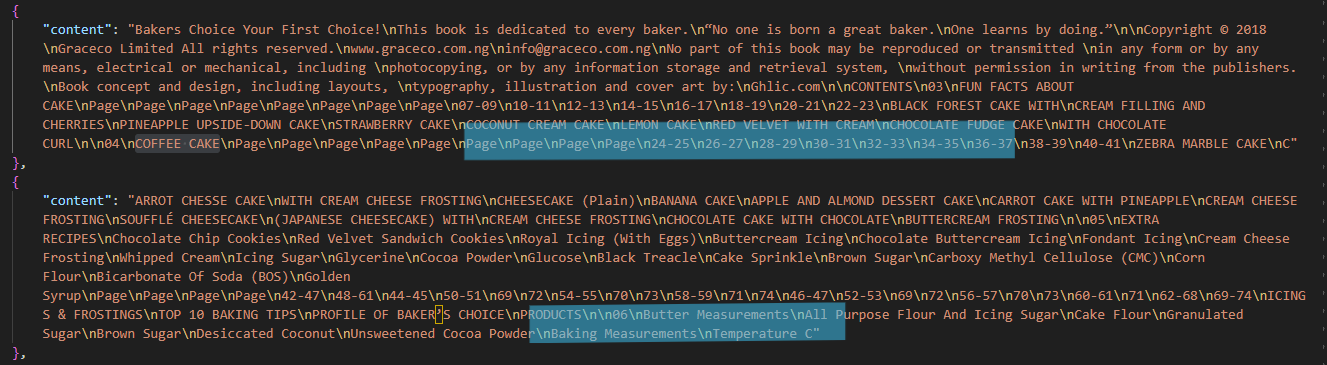 {
"content": "Bakers Choice Your First Choice!\nThis book is dedicated to every baker.\n“No one is born a great baker.\nOne learns by doing.”\n\nCopyright © 2018
\nGraceco Limited All rights reserved.\nwww.graceco.com.ng\ninfo@graceco.com.ng\nNo part of this book may be reproduced or transmitted \nin any form or by any
means, electrical or mechanical, including \nphotocopying, or by any information storage and retrieval system, \nwithout permission in writing from the publishers.
\nBook concept and design, including layouts, \ntypography, illustration and cover art by:\nGhlic.com\n\nCONTENTS\n03\nFUN FACTS ABOUT
CAKE\nPage\nPage\nPage\nPage\nPage\nPage\nPage\nPage\n07-09\n10-11\n12-13\n14-15\n16-17\n18-19\n20-21\n22-23\nBLACK FOREST CAKE WITH\nCREAM FILLING AND
CHERRIES\nPINEAPPLE UPSIDE-DOWN CAKE\nSTRAWBERRY CAKE\nCOCONUT CREAM CAKE\nLEMON CAKE\nRED VELVET WITH CREAM\nCHOCOLATE FUDGE CAKE\nWITH CHOCOLATE
CURL\n\n04\nCOFFEE CAKE\nPage\nPage\nPage\nPage\nPage\nPage\nPage\nPage\nPage\n24-25\n26-27\n28-29\n30-31\n32-33\n34-35\n36-37\n38-39\n40-41\nZEBRA MARBLE CAKE\nC"
},
{
"content": "ARROT CHESSE CAKE\nWITH CREAM CHEESE FROSTING\nCHEESECAKE (Plain)\nBANANA CAKE\nAPPLE AND ALMOND DESSERT CAKE\nCARROT CAKE WITH PINEAPPLE\nCREAM CHEESE
FROSTING\nSOUFFLÉ CHEESECAKE\n(JAPANESE CHEESECAKE) WITH\nCREAM CHEESE FROSTING\nCHOCOLATE CAKE WITH CHOCOLATE\nBUTTERCREAM FROSTING\n\n05\nEXTRA
RECIPES\nChocolate Chip Cookies\nRed Velvet Sandwich Cookies\nRoyal Icing (With Eggs)\nButtercream Icing\nChocolate Buttercream Icing\nFondant Icing\nCream Cheese
Frosting\nWhipped Cream\nIcing Sugar\nGlycerine\nCocoa Powder\nGlucose\nBlack Treacle\nCake Sprinkle\nBrown Sugar\nCarboxy Methyl Cellulose (CMC)\nCorn
Flour\nBicarbonate Of Soda (BOS)\nGolden
Syrup\nPage\nPage\nPage\nPage\n42-47\n48-61\n44-45\n50-51\n69\n72\n54-55\n70\n73\n58-59\n71\n74\n46-47\n52-53\n69\n72\n56-57\n70\n73\n60-61\n71\n62-68\n69-74\nICING
S & FROSTINGS\nTOP 10 BAKING TIPS\nPROFILE OF BAKER’S CHOICE\nPRODUCTS\n\n06\nButter Measurements\nAll Purpose Flour And Icing Sugar\nCake Flour\nGranulated
Sugar\nBrown Sugar\nDesiccated Coconut\nUnsweetened Cocoa Powder\nBaking Measurements\nTemperature C"
},